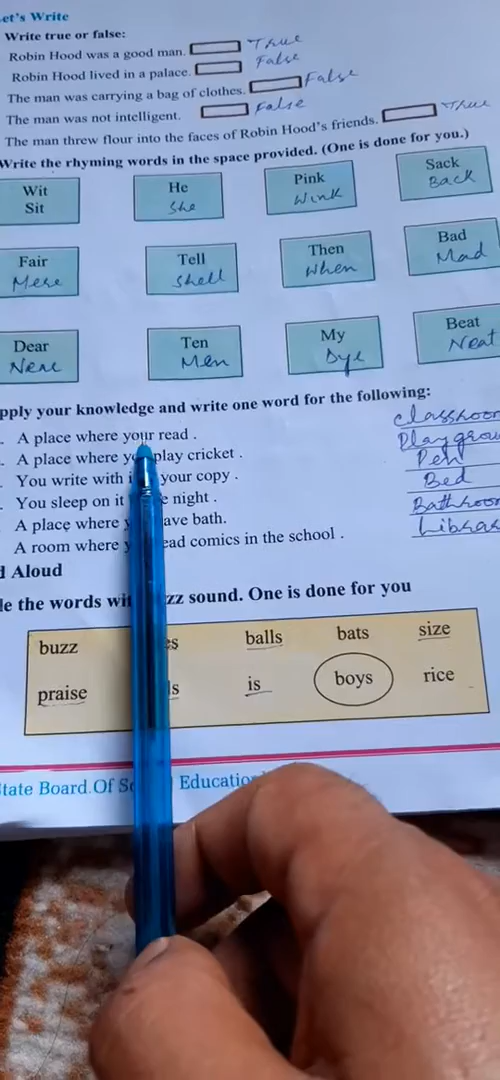 et's Write
Write true or false:
Robin Hood was a good man. True
Robin Hood lived in a palace. False
The man was carrying a bag of clothes. False
The man was not intelligent. False
The man threw flour into the faces of Robin Hood's friends. True
Write the rhyming words in the space provided. (One is done for you.)
Wit He Pink Sack
Sit She Wink Back
Fair Tell Then Bad
Mere Shell When Mad
Dear Ten My Beat
Near Men Dye Neat
pply your knowledge and write one word for the following:
A place where your read . classroo
A place where play cricket . Playgrou
You write with your copy . Pen
You sleep on it night . Bed
A place where ave bath. Bathroo
A room where ead comics in the school . Librar
d Aloud
le the words wi zz sound. One is done for you
buzz es balls bats size
praise ls is boys rice
tate Board Of S Educatio